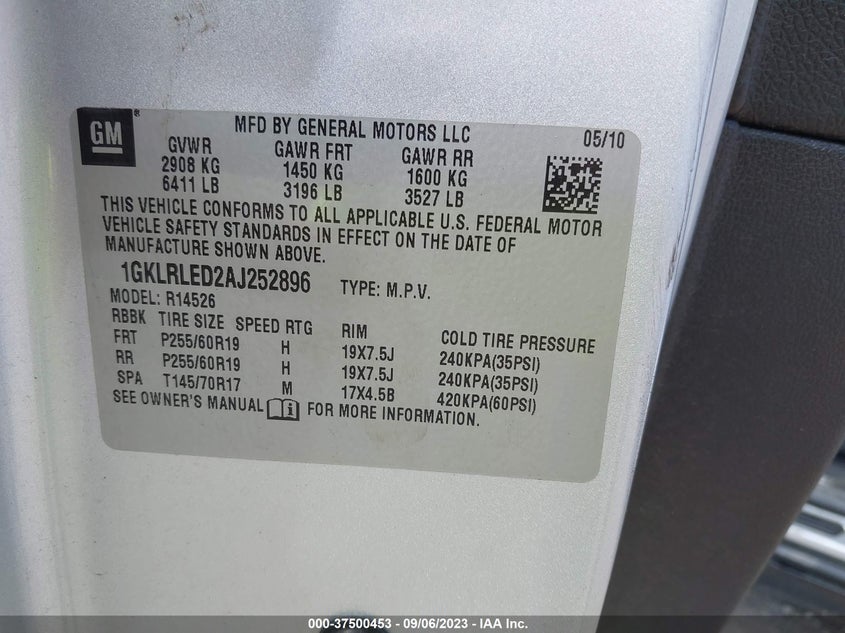 GM ®
MFD BY GENERAL MOTORS LLC 05/10
GVWR GAWR FRT GAWR RR
2908 KG 1450 KG 1600 KG
6411 LB 3196 LB 3527 LB
THIS VEHICLE CONFORMS TO ALL APPLICABLE U.S. FEDERAL MOTOR
VEHICLE SAFETY STANDARDS IN EFFECT ON THE DATE OF
MANUFACTURE SHOWN ABOVE.
1GKLRLED2AJ252896 TYPE: M.P.V.
MODEL: R14526
RBBK TIRE SIZE SPEED RTG RIM COLD TIRE PRESSURE
FRT P255/60R19 H 19X7.5J 240KPA(35PSI)
RR P255/60R19 H 19X7.5J 240KPA(35PSI)
SPA T145/70R17 M 17X4.5B 420KPA(60PSI)
SEE OWNER'S MANUAL i FOR MORE INFORMATION.
000-37500453 - 09/06/2023 - IAA Inc.